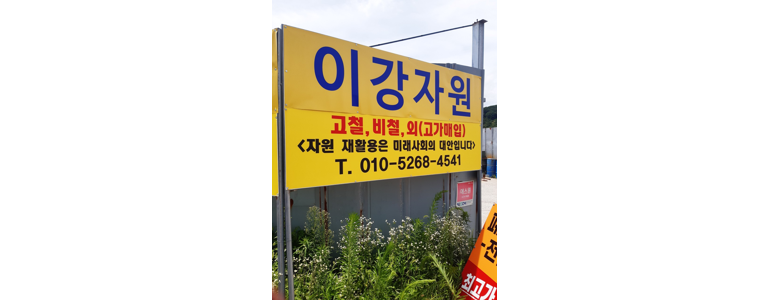 이강자원
고철,비철,외(고가매입)
<자원 재활용은 미래사회의 대안입니다>
T. 010-5268-4541
최고가